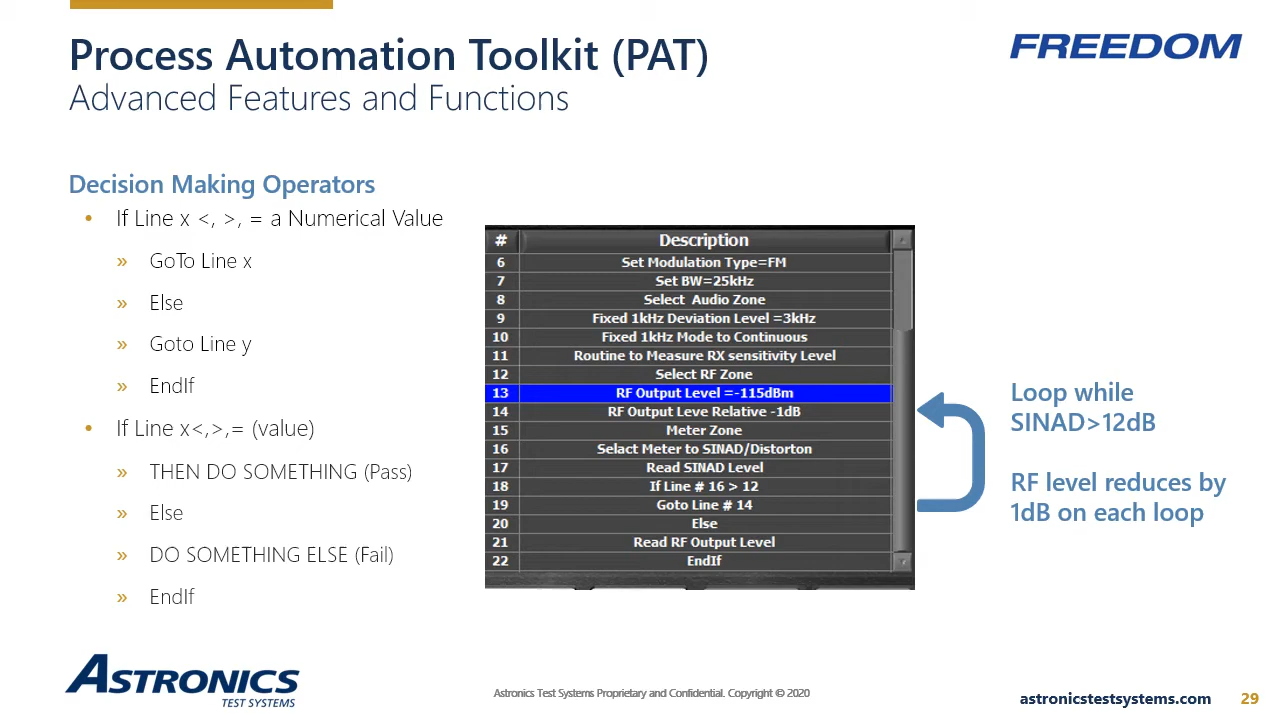 Process Automation Toolkit (PAT)
FREEDOM
Advanced Features and Functions
Decision Making Operators
• If Line x <, >, = a Numerical Value
» GoTo Line x
» Else
» Goto Line y
» EndIf
• If Line x<,>,= (value)
» THEN DO SOMETHING (Pass)
» Else
» DO SOMETHING ELSE (Fail)
» EndIf
# Description
6 Set Modulation Type=FM
7 Set BW=25kHz
8 Select Audio Zone
9 Fixed 1kHz Deviation Level =3kHz
10 Fixed 1kHz Mode to Continuous
11 Routine to Measure RX sensitivity Level
12 Select RF Zone
13 RF Output Level =-115dBm
14 RF Output Leve Relative -1dB
15 Meter Zone
16 Selact Meter to SINAD/Distorton
17 Read SINAD Level
18 If Line # 16 > 12
19 Goto Line # 14
20 Else
21 Read RF Output Level
22 EndIf
Loop while
SINAD>12dB
RF level reduces by
1dB on each loop
ASTRONICS
TEST SYSTEMS
Astronics Test Systems Proprietary and Confidential. Copyright © 2020
astronicstestsystems.com 29